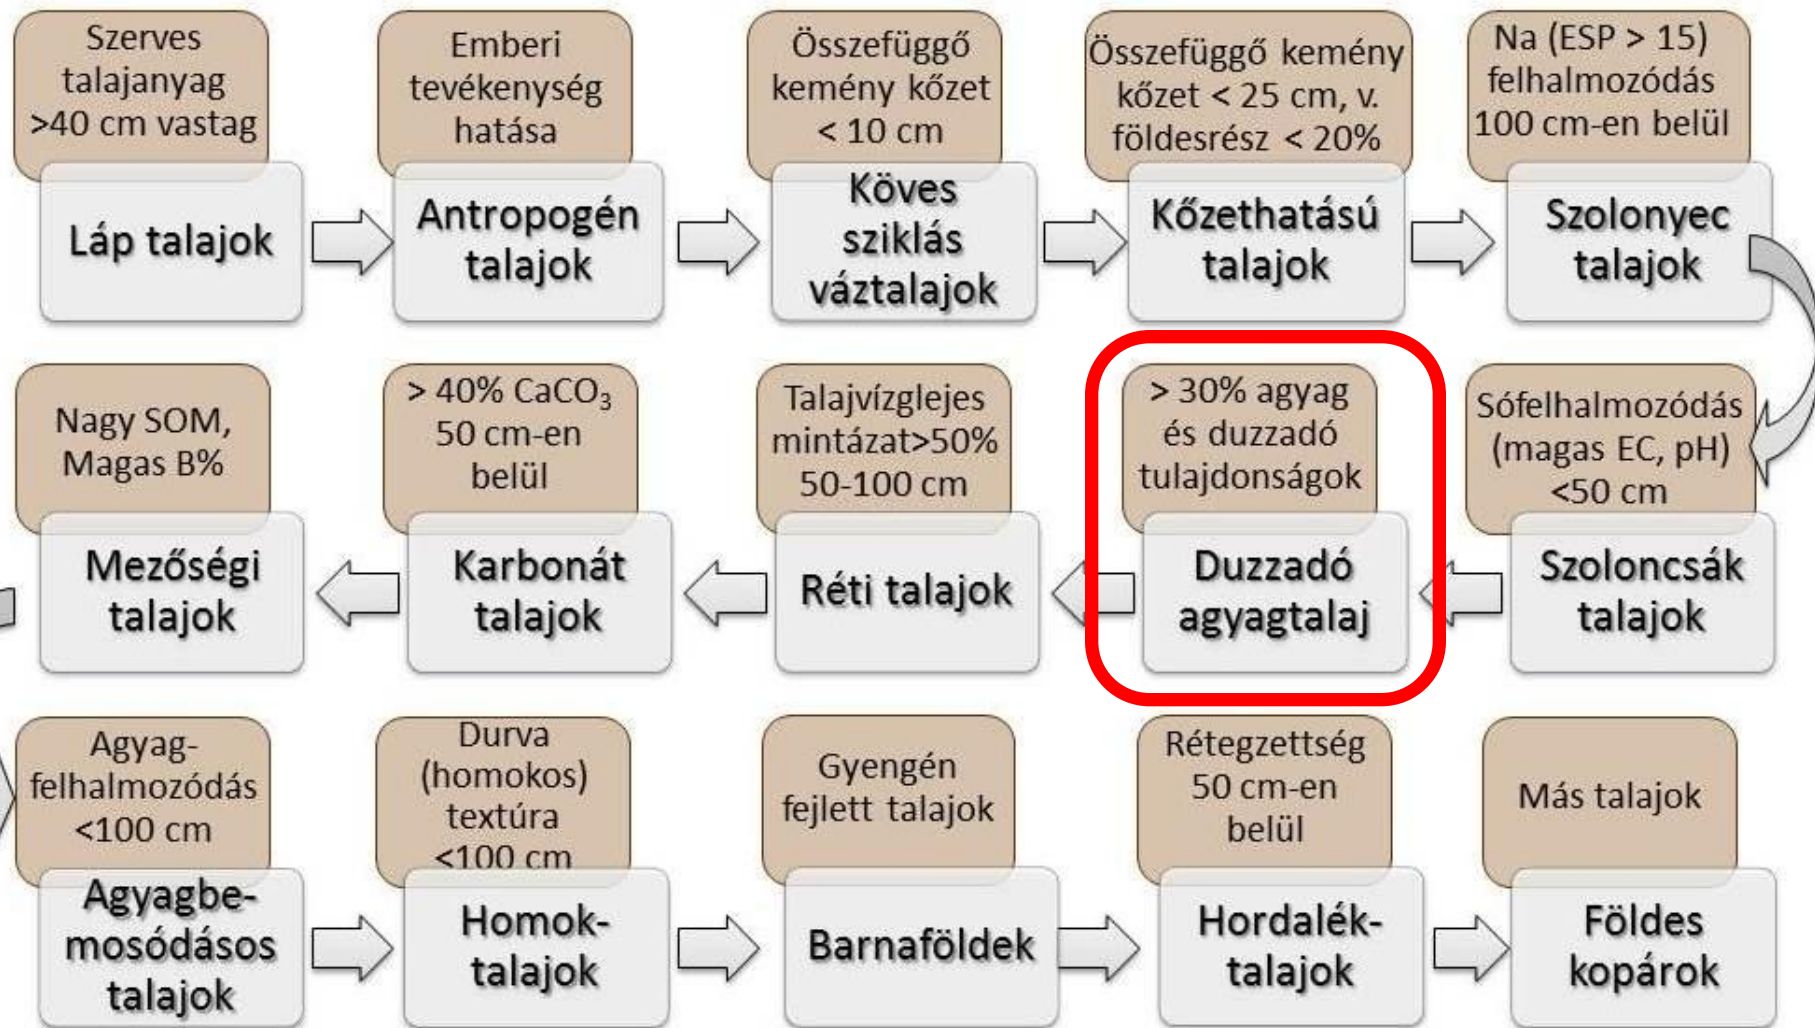 Szerves
talajanyag
>40 cm vastag
Láp talajok
Emberi
tevékenység
hatása
Antropogén
talajok
Összefüggő
kemény kőzet
< 10 cm
Köves
sziklás
váztalajok
Összefüggő kemény
kőzet < 25 cm, v.
földesrész < 20%
Kőzethatású
talajok
Na (ESP > 15)
felhalmozódás
100 cm-en belül
Szolonyec
talajok
Sófelhalmozódás
(magas EC, pH)
<50 cm
Szoloncsák
talajok
> 30% agyag
és duzzadó
tulajdonságok
Duzzadó
agyagtalaj
Talajvízglejes
mintázat>50%
50-100 cm
Réti talajok
> 40% CaCO₃
50 cm-en
belül
Karbonát
talajok
Nagy SOM,
Magas B%
Mezőségi
talajok
Agyag-
felhalmozódás
<100 cm
Agyagbe-
mosódásos
talajok
Durva
(homokos)
textúra
<100 cm
Homok-
talajok
Gyengén
fejlett talajok
Barnaföldek
Rétegzettség
50 cm-en
belül
Hordalék-
talajok
Más talajok
Földes
kopárok